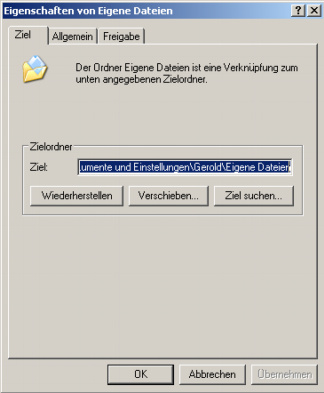 Eigenschaften von Eigene Dateien
Ziel Allgemein Freigabe
Der Ordner Eigene Dateien ist eine Verknüpfung zum
unten angegebenen Zielordner.
Zielordner
Ziel: umente und Einstellungen\Gerold\Eigene Dateien
Wiederherstellen Verschieben... Ziel suchen...
OK Abbrechen Übernehmen